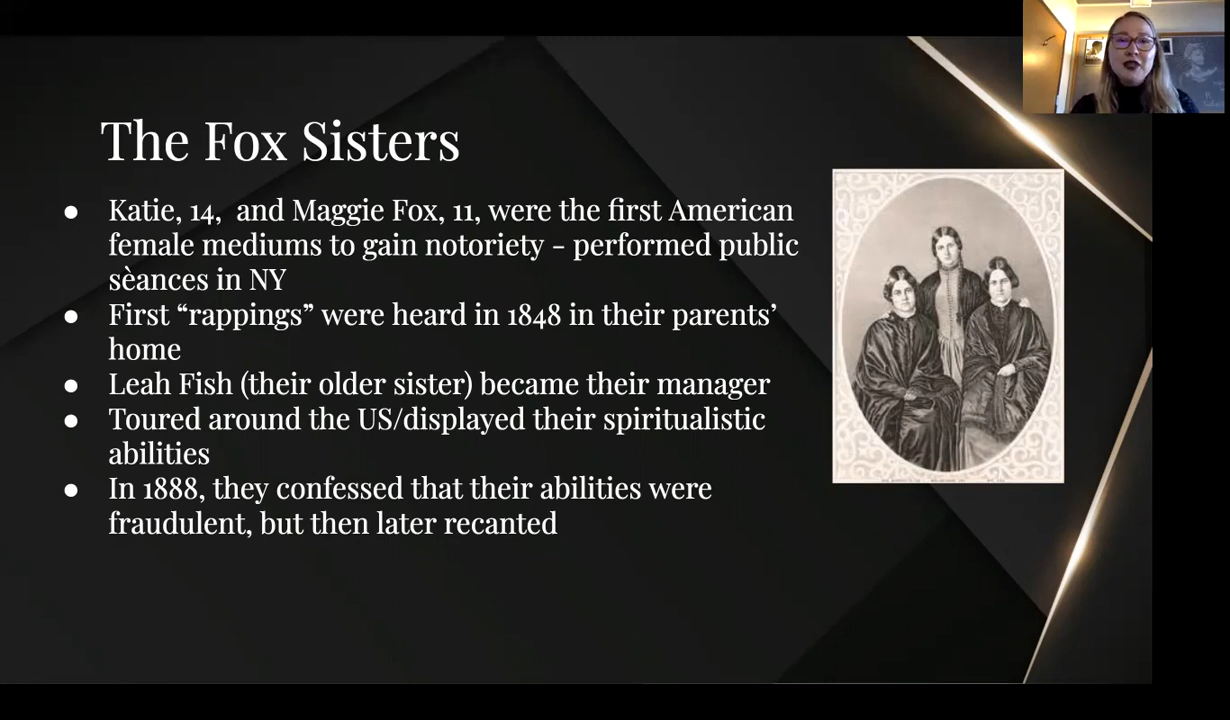 The Fox Sisters
● Katie, 14, and Maggie Fox, 11, were the first American
female mediums to gain notoriety - performed public
sèances in NY
● First “rappings” were heard in 1848 in their parents’
home
● Leah Fish (their older sister) became their manager
● Toured around the US/displayed their spiritualistic
abilities
● In 1888, they confessed that their abilities were
fraudulent, but then later recanted